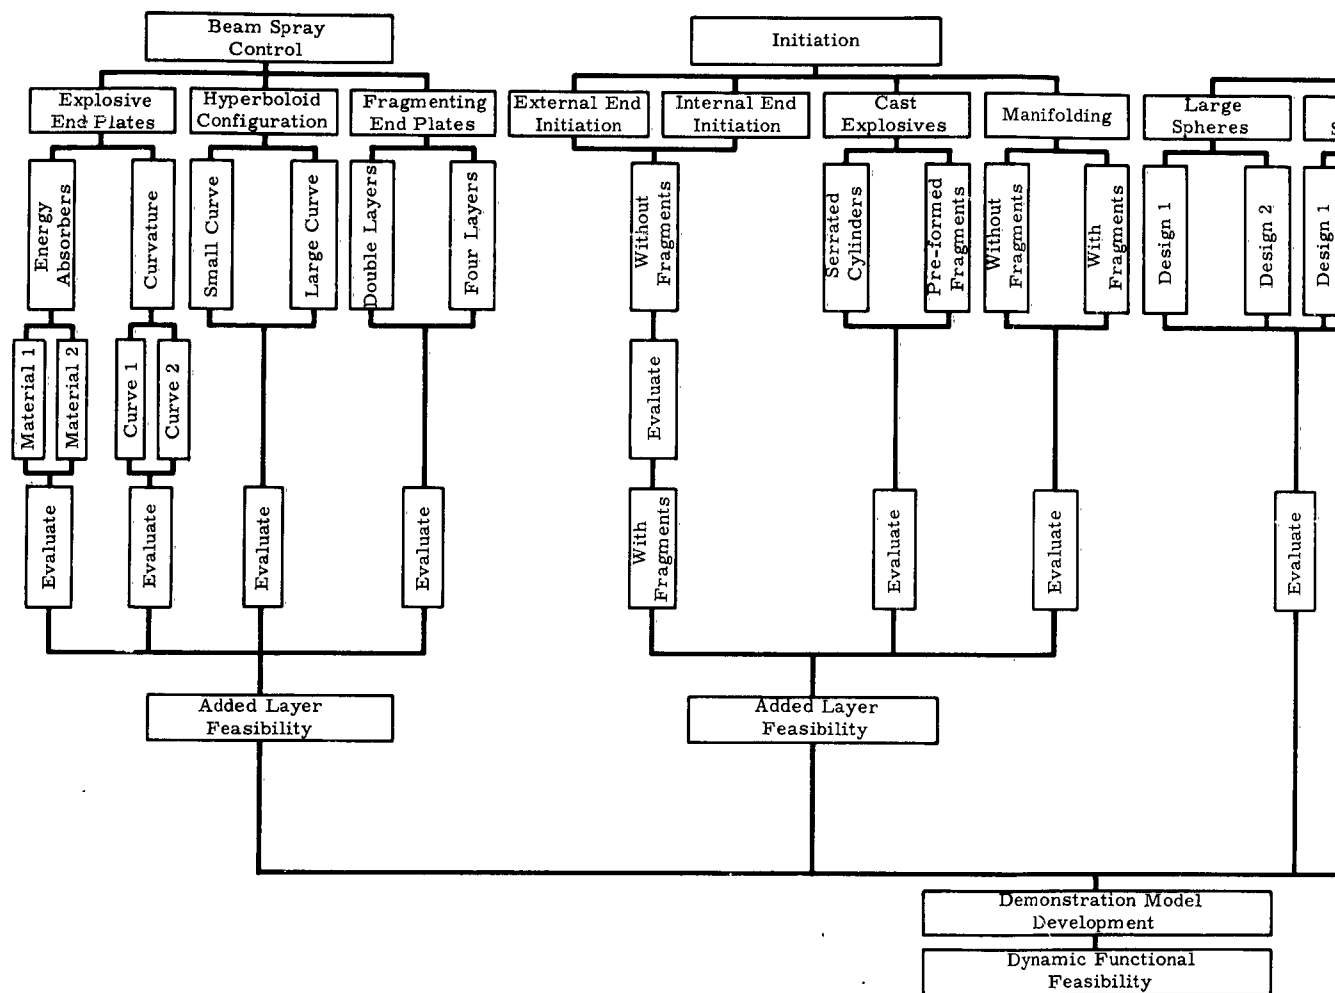 Beam Spray
Control
Initiation
Explosive
End Plates
Hyperboloid
Configuration
Fragmenting
End Plates
External End
Initiation
Internal End
Initiation
Cast
Explosives
Manifolding
Large
Spheres
S
Energy
Absorbers
Curvature
Small Curve
Large Curve
Double Layers
Four Layers
Without
Fragments
Serrated
Cylinders
Pre-formed
Fragments
Without
Fragments
With
Fragments
Design 1
Design 2
Design 1
Material 1
Material 2
Curve 1
Curve 2
Evaluate
Evaluate
Evaluate
Evaluate
Evaluate
With
Fragments
Evaluate
Evaluate
Evaluate
Added Layer
Feasibility
Added Layer
Feasibility
Demonstration Model
Development
Dynamic Functional
Feasibility